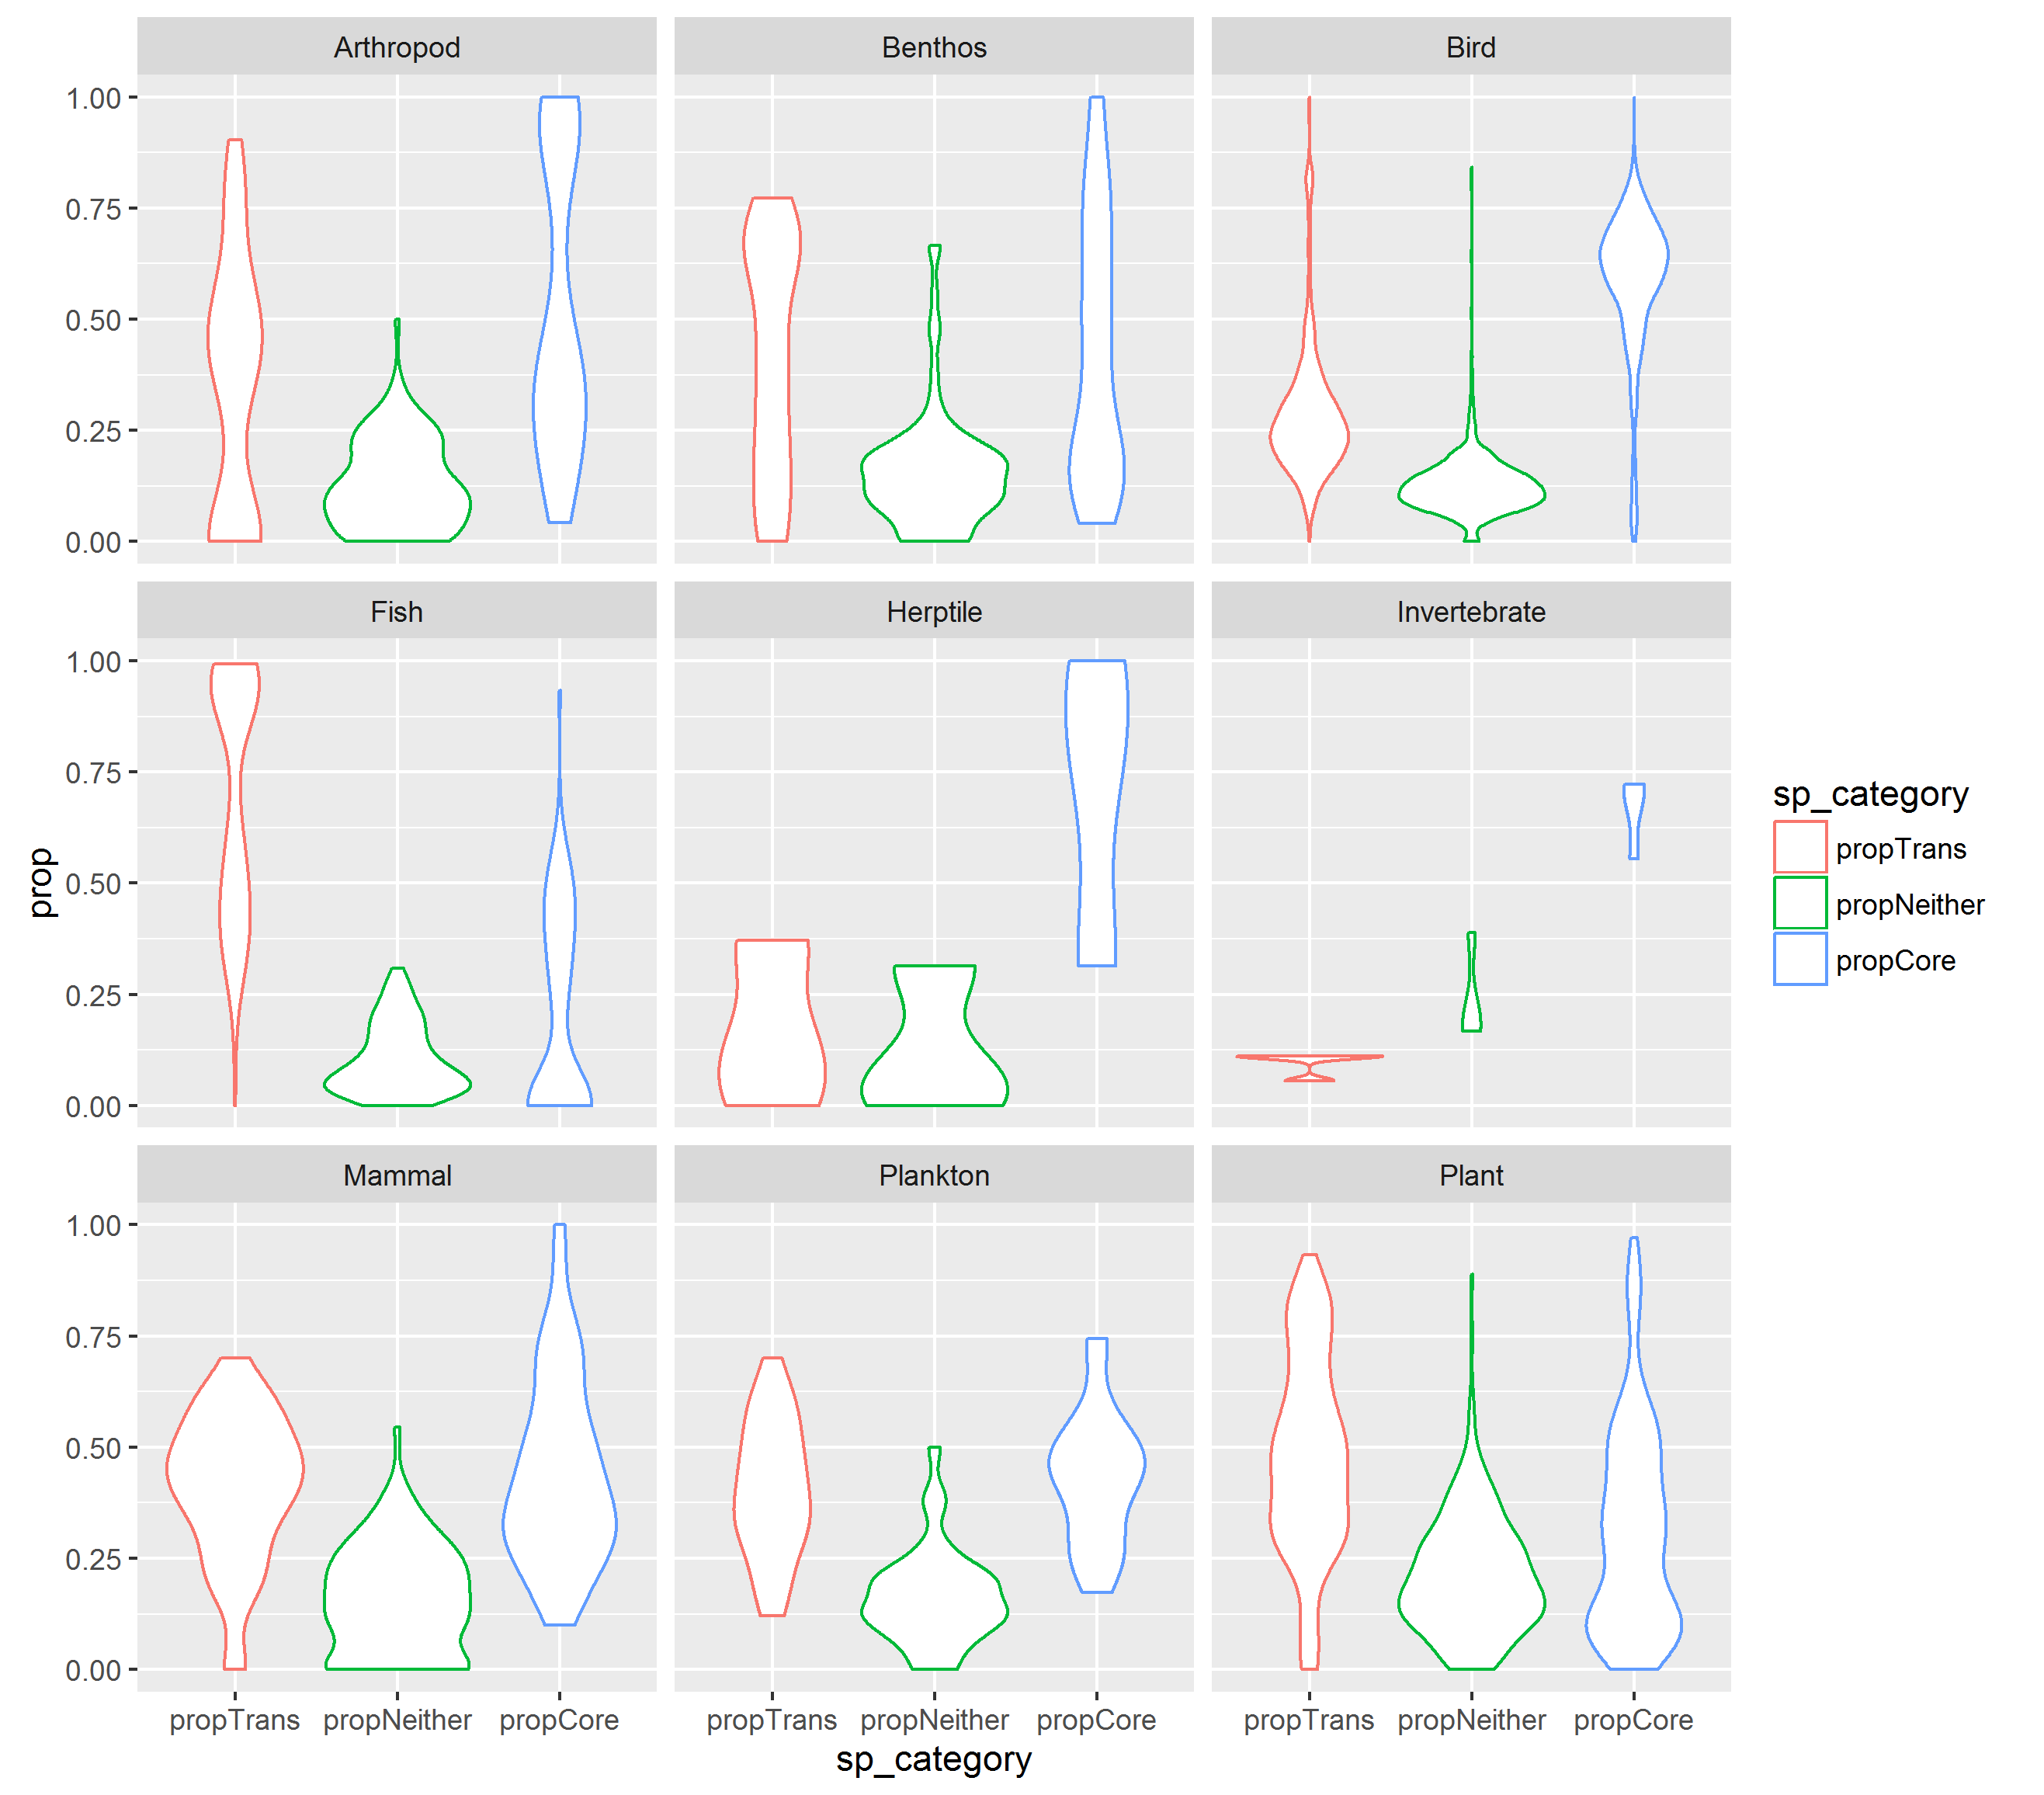 Arthropod Benthos Bird
1.00
0.75
0.50
0.25
0.00
Fish Herptile Invertebrate
1.00
0.75
0.50
0.25
0.00
Mammal Plankton Plant
1.00
0.75
0.50
0.25
0.00
propTrans propNeither propCore propTrans propNeither propCore propTrans propNeither propCore
sp_category
prop
sp_category
propTrans
propNeither
propCore